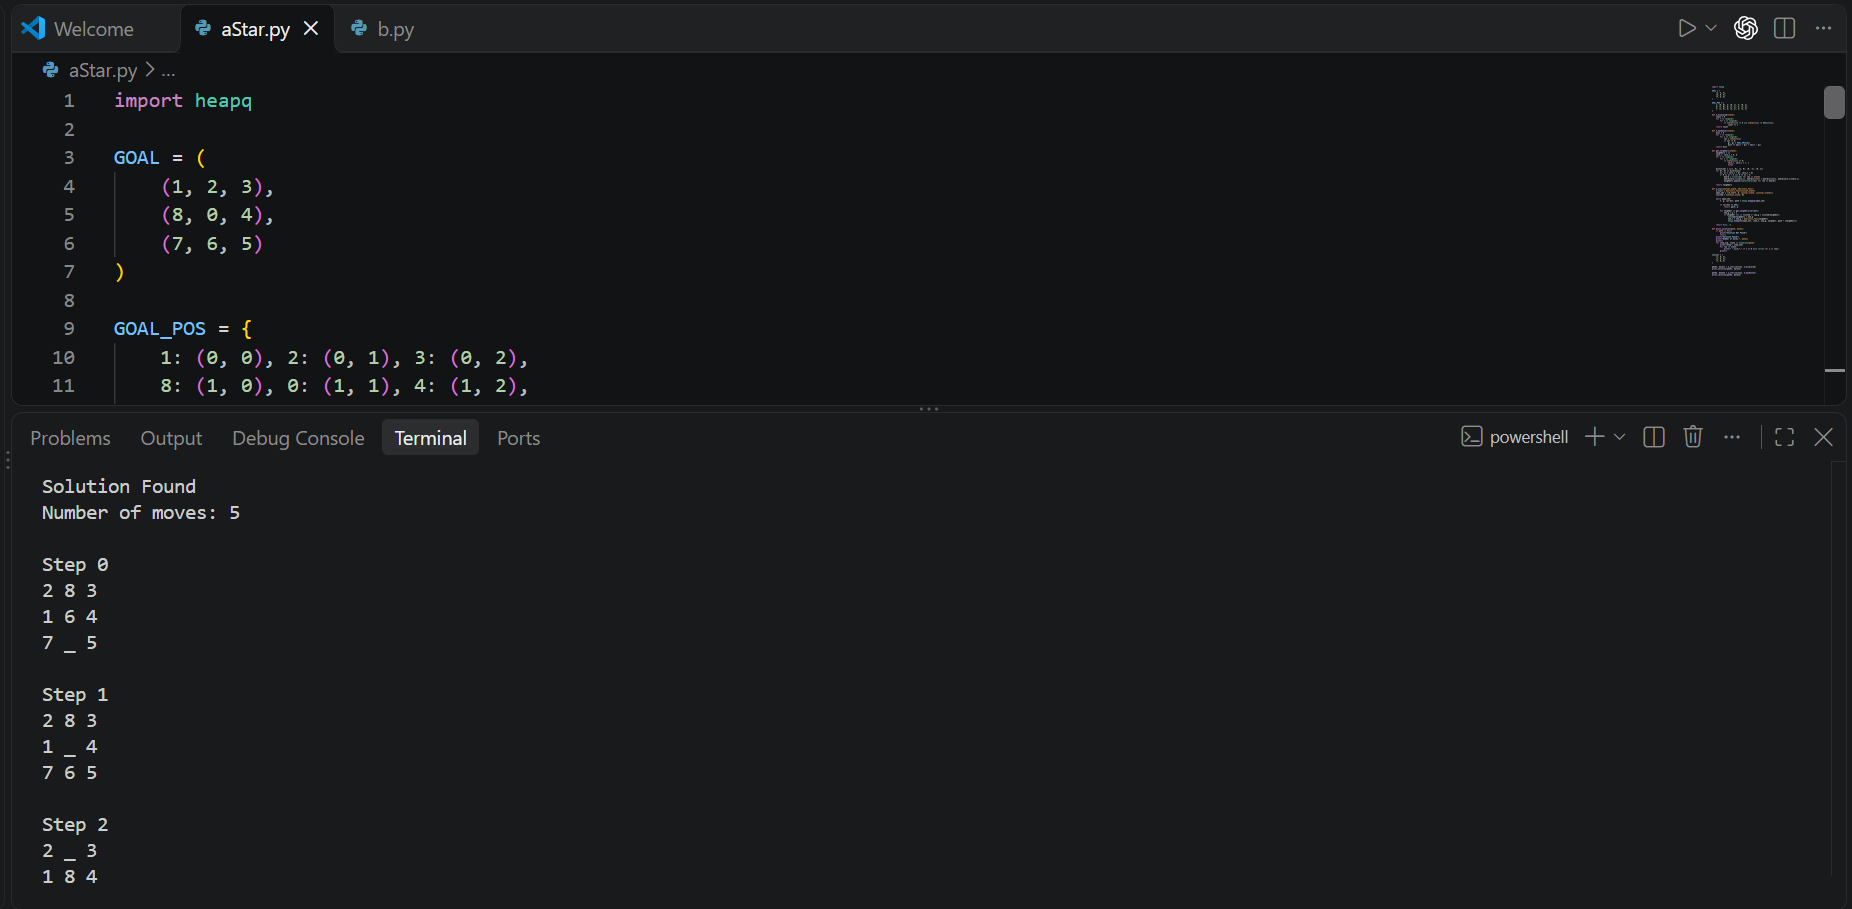 Welcome
aStar.py
b.py
aStar.py > ...
1 import heapq
2
3 GOAL = (
4     (1, 2, 3),
5     (8, 0, 4),
6     (7, 6, 5)
7 )
8
9 GOAL_POS = {
10     1: (0, 0), 2: (0, 1), 3: (0, 2),
11     8: (1, 0), 0: (1, 1), 4: (1, 2),
Problems Output Debug Console Terminal Ports
powershell
Solution Found
Number of moves: 5
Step 0
2 8 3
1 6 4
7 _ 5
Step 1
2 8 3
1 _ 4
7 6 5
Step 2
2 _ 3
1 8 4